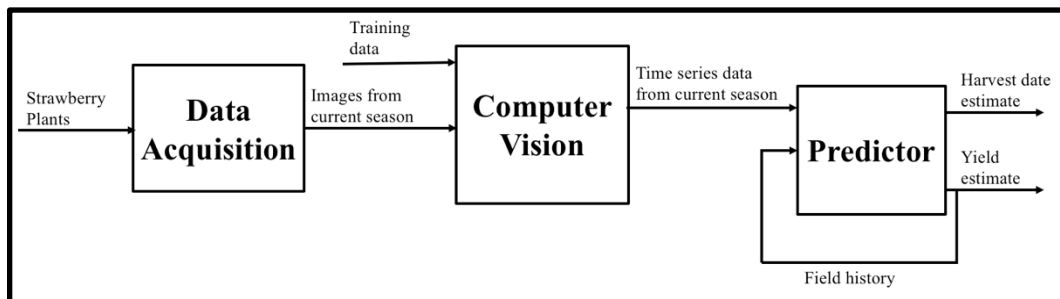 Strawberry
Plants
Data
Acquisition
Training
data
Images from
current season
Computer
Vision
Time series data
from current season
Predictor
Harvest date
estimate
Yield
estimate
Field history